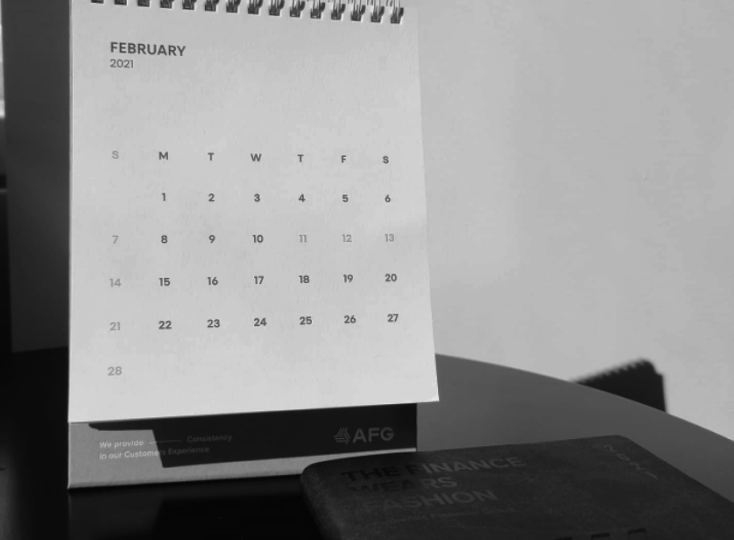 FEBRUARY
2021
S M T W T F S
1 2 3 4 5 6
7 8 9 10 11 12 13
14 15 16 17 18 19 20
21 22 23 24 25 26 27
28
We provide Consistency
in our Customers Experience
AFG
THE FINANCE
WEARS
FASHION
2021